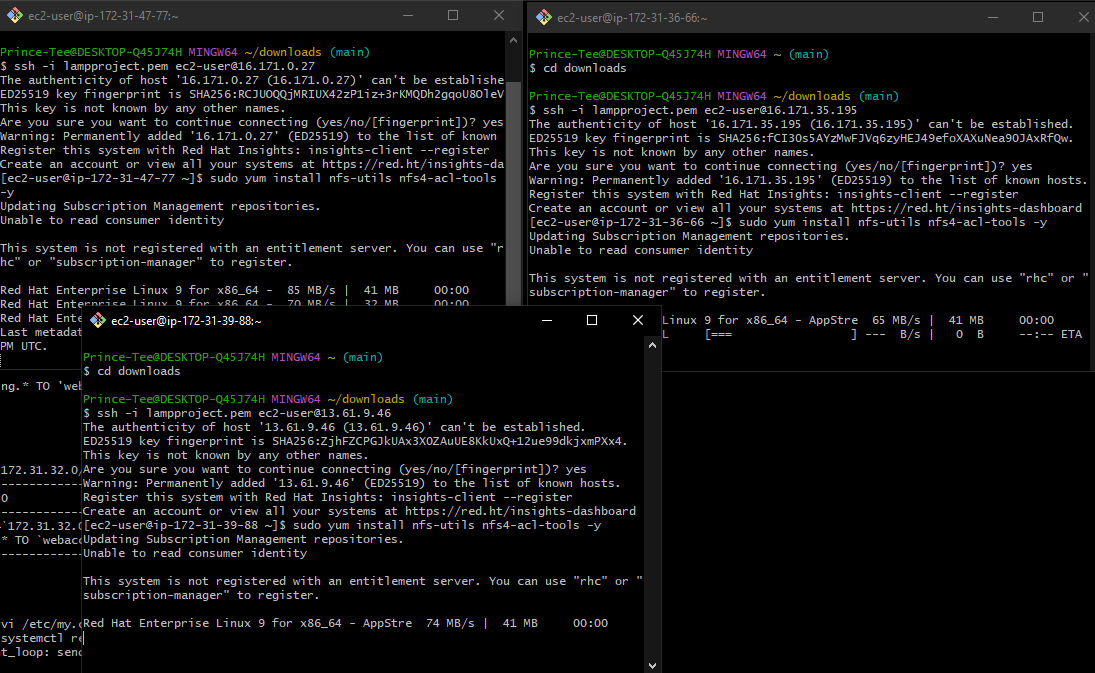 ec2-user@ip-172-31-47-77:~
Prince-Tee@DESKTOP-Q45J74H MINGW64 ~/downloads (main)
$ ssh -i lampproject.pem ec2-user@16.171.0.27
The authenticity of host '16.171.0.27 (16.171.0.27)' can't be establishe
ED25519 key fingerprint is
This key is not known by any other names.
Are you sure you want to continue connecting (yes/no/[fingerprint])? yes
Warning: Permanently added '16.171.0.27' (ED25519) to the list of known
Register this system with Red Hat Insights: insights-client --register
Create an account or view all your systems at https://red.ht/insights-da
[ec2-user@ip-172-31-47-77 ~]$ sudo yum install nfs-utils nfs4-acl-tools
-y
Updating Subscription Management repositories.
Unable to read consumer identity
This system is not registered with an entitlement server. You can use "r
hc" or "subscription-manager" to register.
Red Hat Enterprise Linux 9 for x86_64 -  85 MB/s |  41 MB     00:00
Red Hat Enterprise Linux 9 for x86_64 -  70 MB/s |  32 MB     00:00
Red Hat Ente
Last metadat
PM UTC.
ng.* TO 'web
172.31.32.0/
------------
0
------------
`172.31.32.0
* TO `webacc
------------
vi /etc/my.c
systemctl re
t_loop: send
ec2-user@ip-172-31-36-66:~
Prince-Tee@DESKTOP-Q45J74H MINGW64 ~ (main)
$ cd downloads
Prince-Tee@DESKTOP-Q45J74H MINGW64 ~/downloads (main)
$ ssh -i lampproject.pem ec2-user@16.171.35.195
The authenticity of host '16.171.35.195 (16.171.35.195)' can't be established.
ED25519 key fingerprint is
This key is not known by any other names.
Are you sure you want to continue connecting (yes/no/[fingerprint])? yes
Warning: Permanently added '16.171.35.195' (ED25519) to the list of known hosts.
Register this system with Red Hat Insights: insights-client --register
Create an account or view all your systems at https://red.ht/insights-dashboard
[ec2-user@ip-172-31-36-66 ~]$ sudo yum install nfs-utils nfs4-acl-tools -y
Updating Subscription Management repositories.
Unable to read consumer identity
This system is not registered with an entitlement server. You can use "rhc" or "
subscription-manager" to register.
Linux 9 for x86_64 - AppStre  65 MB/s |  41 MB     00:00
L     [===                 ] ---  B/s |   0  B     --:-- ETA
ec2-user@ip-172-31-39-88:~
Prince-Tee@DESKTOP-Q45J74H MINGW64 ~ (main)
$ cd downloads
Prince-Tee@DESKTOP-Q45J74H MINGW64 ~/downloads (main)
$ ssh -i lampproject.pem ec2-user@13.61.9.46
The authenticity of host '13.61.9.46 (13.61.9.46)' can't be established.
ED25519 key fingerprint is
This key is not known by any other names.
Are you sure you want to continue connecting (yes/no/[fingerprint])? yes
Warning: Permanently added '13.61.9.46' (ED25519) to the list of known hosts.
Register this system with Red Hat Insights: insights-client --register
Create an account or view all your systems at https://red.ht/insights-dashboard
[ec2-user@ip-172-31-39-88 ~]$ sudo yum install nfs-utils nfs4-acl-tools -y
Updating Subscription Management repositories.
Unable to read consumer identity
This system is not registered with an entitlement server. You can use "rhc" or "
subscription-manager" to register.
Red Hat Enterprise Linux 9 for x86_64 - AppStre  74 MB/s |  41 MB     00:00